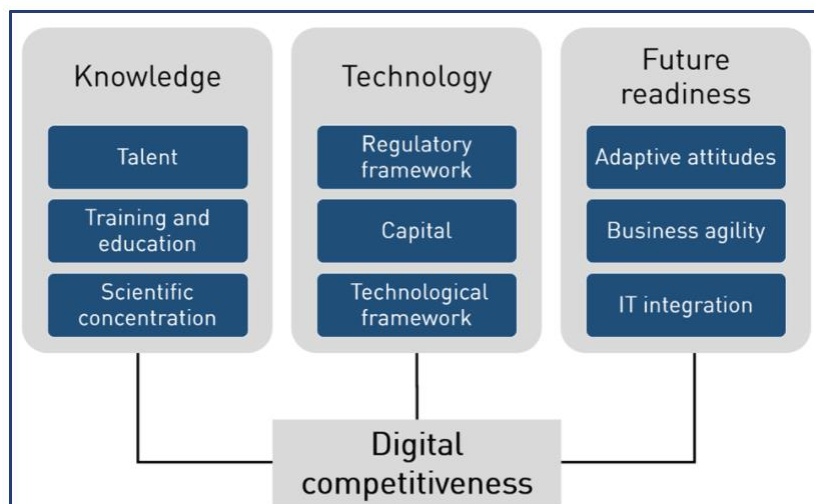 Knowledge
Talent
Training and
education
Scientific
concentration
Technology
Regulatory
framework
Capital
Technological
framework
Future
readiness
Adaptive attitudes
Business agility
IT integration
Digital
competitiveness